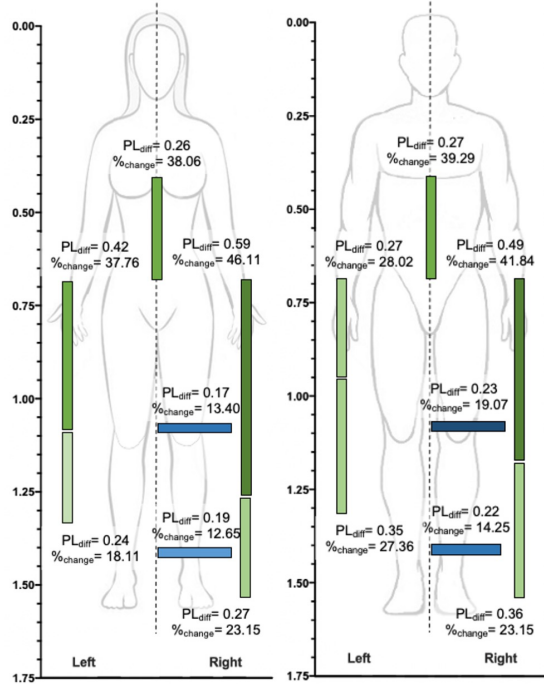 0.00
0.25
0.50
0.75
1.00
1.25
1.50
1.75
PLdiff= 0.26
%change= 38.06
PLdiff= 0.42
%change= 37.76
PLdiff= 0.59
%change= 46.11
PLdiff= 0.17
%change= 13.40
PLdiff= 0.19
%change= 12.65
PLdiff= 0.24
%change= 18.11
PLdiff= 0.27
%change= 23.15
Left
Right
0.00
0.25
0.50
0.75
1.00
1.25
1.50
1.75
PLdiff= 0.27
%change= 39.29
PLdiff= 0.27
%change= 28.02
PLdiff= 0.49
%change= 41.84
PLdiff= 0.23
%change= 19.07
PLdiff= 0.22
%change= 14.25
PLdiff= 0.35
%change= 27.36
PLdiff= 0.36
%change= 23.15
Left
Right